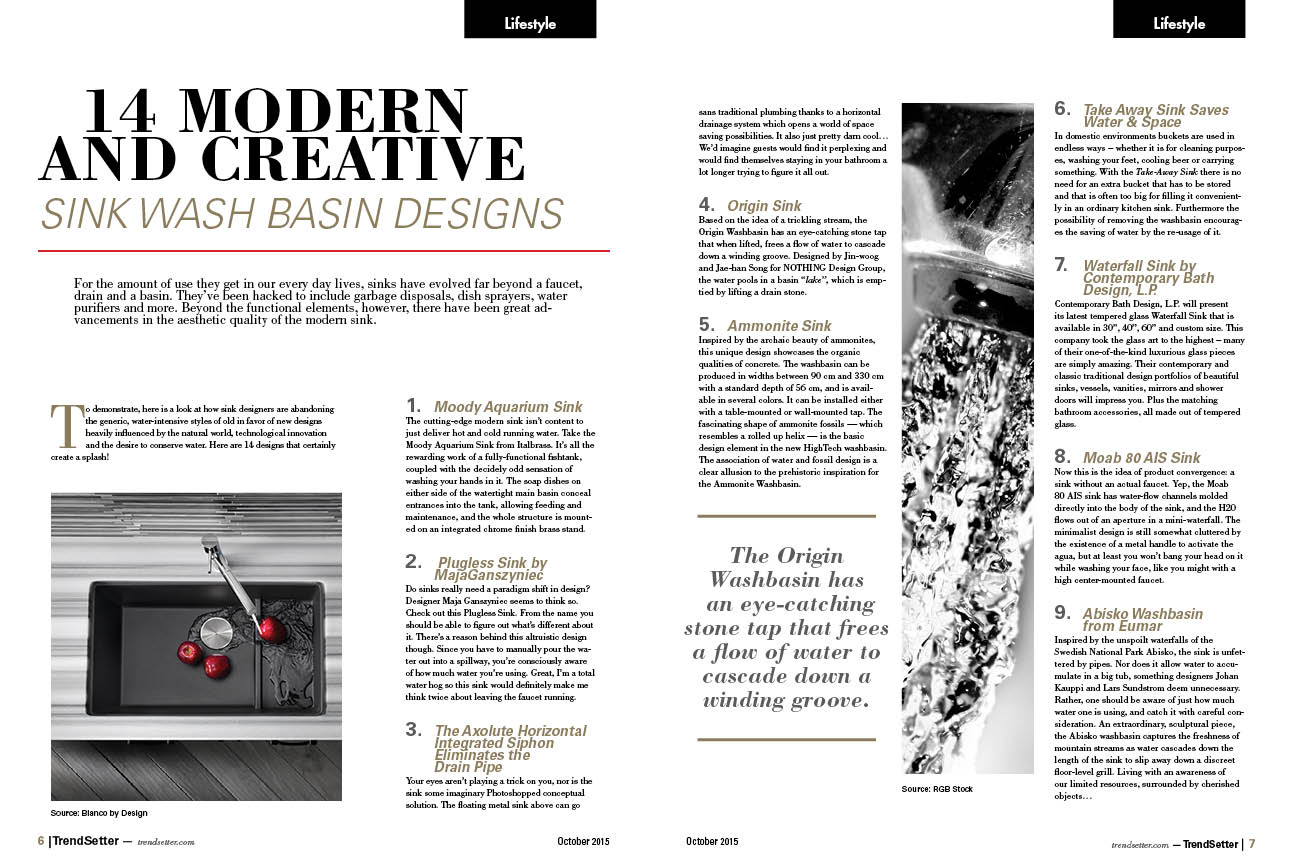 Lifestyle
14 MODERN
AND CREATIVE
SINK WASH BASIN DESIGNS
For the amount of use they get in our every day lives, sinks have evolved far beyond a faucet,
drain and a basin. They've been hacked to include garbage disposals, dish sprayers, water
purifiers and more. Beyond the functional elements, however, there have been great ad-
vancements in the aesthetic quality of the modern sink.
To demonstrate, here is a look at how sink designers are abandoning
the generic, water-intensive styles of old in favor of new designs
heavily influenced by the natural world, technological innovation
and the desire to conserve water. Here are 14 designs that certainly
create a splash!
Source: Blanco by Design
1. Moody Aquarium Sink
The cutting-edge modern sink isn't content to
just deliver hot and cold running water. Take the
Moody Aquarium Sink from Italbrass. It's all the
rewarding work of a fully-functional fishtank,
coupled with the decidely odd sensation of
washing your hands in it. The soap dishes on
either side of the watertight main basin conceal
entrances into the tank, allowing feeding and
maintenance, and the whole structure is mount-
ed on an integrated chrome finish brass stand.
2. Plugless Sink by
MajaGanszyniec
Do sinks really need a paradigm shift in design?
Designer Maja Ganszyniec seems to think so.
Check out this Plugless Sink. From the name you
should be able to figure out what's different about
it. There's a reason behind this altruistic design
though. Since you have to manually pour the wa-
ter out into a spillway, you're consciously aware
of how much water you're using. Great, I'm a total
water hog so this sink would definitely make me
think twice about leaving the faucet running.
3. The Axolute Horizontal
Integrated Siphon
Eliminates the
Drain Pipe
Your eyes aren't playing a trick on you, nor is the
sink some imaginary Photoshopped conceptual
solution. The floating metal sink above can go
6 | TrendSetter — trendsetter.com
October 2015
Lifestyle
sans traditional plumbing thanks to a horizontal
drainage system which opens a world of space
saving possibilities. It also just pretty darn cool…
We'd imagine guests would find it perplexing and
would find themselves staying in your bathroom a
lot longer trying to figure it all out.
4. Origin Sink
Based on the idea of a trickling stream, the
Origin Washbasin has an eye-catching stone tap
that when lifted, frees a flow of water to cascade
down a winding groove. Designed by Jin-woog
and Jae-han Song for NOTHING Design Group,
the water pools in a basin "lake", which is emp-
tied by lifting a drain stone.
5. Ammonite Sink
Inspired by the archaic beauty of ammonites,
this unique design showcases the organic
qualities of concrete. The washbasin can be
produced in widths between 90 cm and 330 cm
with a standard depth of 56 cm, and is avail-
able in several colors. It can be installed either
with a table-mounted or wall-mounted tap. The
fascinating shape of ammonite fossils — which
resembles a rolled up helix — is the basic
design element in the new HighTech washbasin.
The association of water and fossil design is a
clear allusion to the prehistoric inspiration for
the Ammonite Washbasin.
The Origin
Washbasin has
an eye-catching
stone tap that frees
a flow of water to
cascade down a
winding groove.
Source: RGB Stock
6. Take Away Sink Saves
Water & Space
In domestic environments buckets are used in
endless ways – whether it is for cleaning purpos-
es, washing your feet, cooling beer or carrying
something. With the Take-Away Sink there is no
need for an extra bucket that has to be stored
and that is often too big for filling it convenient-
ly in an ordinary kitchen sink. Furthermore the
possibility of removing the washbasin encourag-
es the saving of water by the re-usage of it.
7. Waterfall Sink by
Contemporary Bath
Design, L.P.
Contemporary Bath Design, L.P. will present
its latest tempered glass Waterfall Sink that is
available in 30", 40", 60" and custom size. This
company took the glass art to the highest – many
of their one-of-the-kind luxurious glass pieces
are simply amazing. Their contemporary and
classic traditional design portfolios of beautiful
sinks, vessels, vanities, mirrors and shower
doors will impress you. Plus the matching
bathroom accessories, all made out of tempered
glass.
8. Moab 80 AIS Sink
Now this is the idea of product convergence: a
sink without an actual faucet. Yep, the Moab
80 AIS sink has water-flow channels molded
directly into the body of the sink, and the H20
flows out of an aperture in a mini-waterfall. The
minimalist design is still somewhat cluttered by
the existence of a metal handle to activate the
agua, but at least you won't bang your head on it
while washing your face, like you might with a
high center-mounted faucet.
9. Abisko Washbasin
from Eumar
Inspired by the unspoilt waterfalls of the
Swedish National Park Abisko, the sink is unfet-
tered by pipes. Nor does it allow water to accu-
mulate in a big tub, something designers Johan
Kauppi and Lars Sundstrom deem unnecessary.
Rather, one should be aware of just how much
water one is using, and catch it with careful con-
sideration. An extraordinary, sculptural piece,
the Abisko washbasin captures the freshness of
mountain streams as water cascades down the
length of the sink to slip away down a discreet
floor-level grill. Living with an awareness of
our limited resources, surrounded by cherished
objects…
October 2015
trendsetter.com — TrendSetter | 7